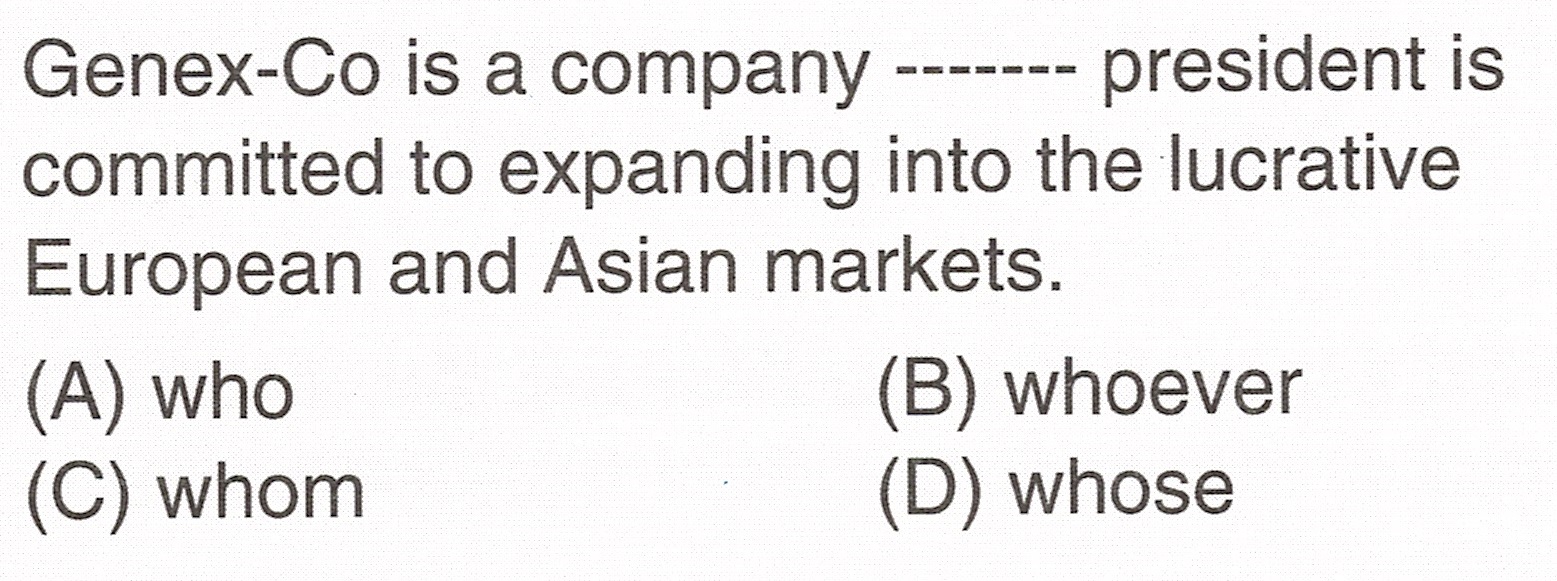 Genex-Co is a company ------- president is
committed to expanding into the lucrative
European and Asian markets.
(A) who (B) whoever
(C) whom (D) whose